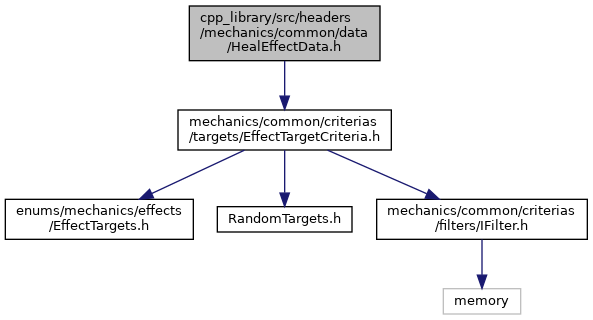 cpp_library/src/headers
/mechanics/common/data
/HealEffectData.h
mechanics/common/criterias
/targets/EffectTargetCriteria.h
enums/mechanics/effects
/EffectTargets.h
RandomTargets.h
mechanics/common/criterias
/filters/IFilter.h
memory